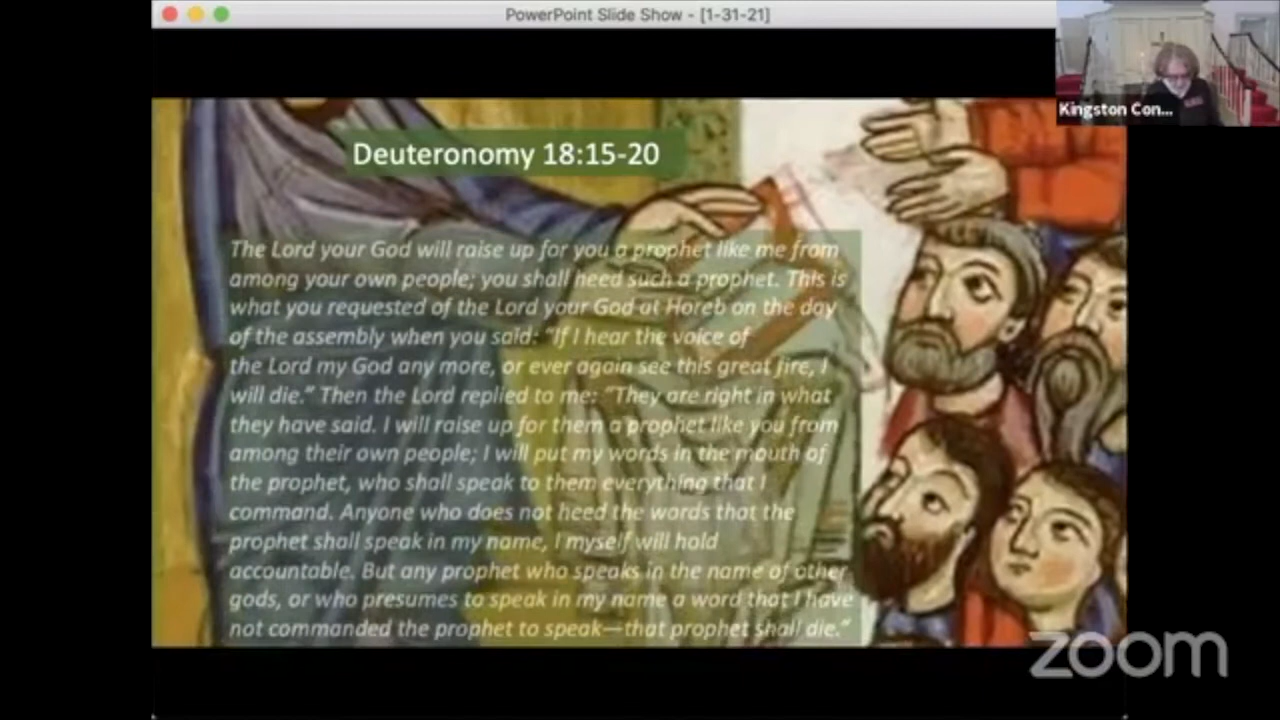 PowerPoint Slide Show - [1-31-21]
Kingston Con...
Deuteronomy 18:15-20
The Lord your God will raise up for you a prophet like me from
among your own people; you shall heed such a prophet. This is
what you requested of the Lord your God at Horeb on the day
of the assembly when you said: “If I hear the voice of
the Lord my God any more, or ever again see this great fire, I
will die.” Then the Lord replied to me: “They are right in what
they have said. I will raise up for them a prophet like you from
among their own people; I will put my words in the mouth of
the prophet, who shall speak to them everything that I
command. Anyone who does not heed the words that the
prophet shall speak in my name, I myself will hold
accountable. But any prophet who speaks in the name of other
gods, or who presumes to speak in my name a word that I have
not commanded the prophet to speak—that prophet shall die.”
zoom